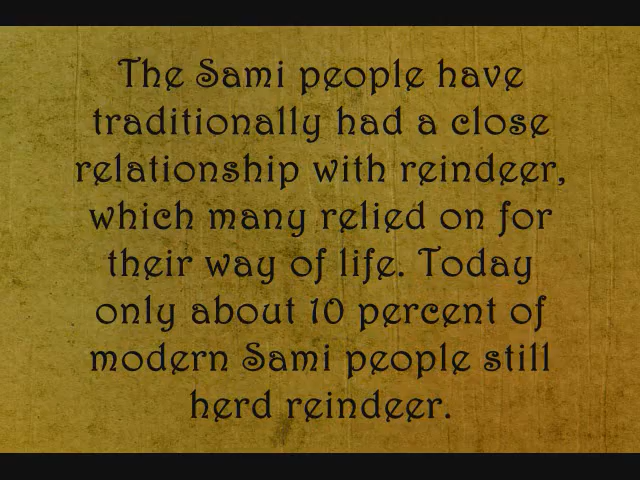 The Sami people have
traditionally had a close
relationship with reindeer,
which many relied on for
their way of life. Today
only about 10 percent of
modern Sami people still
herd reindeer.